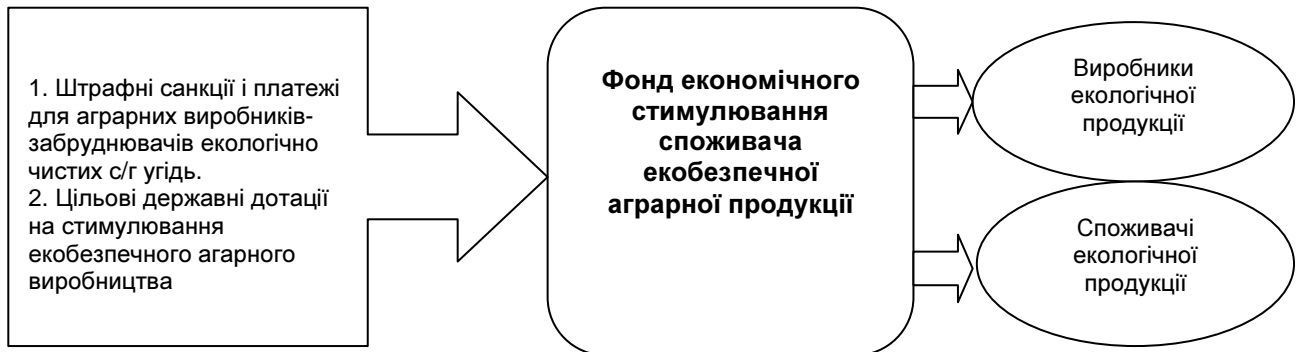 1. Штрафні санкції і платежі
для аграрних виробників-
забруднювачів екологічно
чистих с/г угідь.
2. Цільові державні дотації
на стимулювання
екобезпечного агарного
виробництва
Фонд економічного
стимулювання
споживача
екобезпечної
аграрної продукції
Виробники
екологічної
продукції
Споживачі
екологічної
продукції